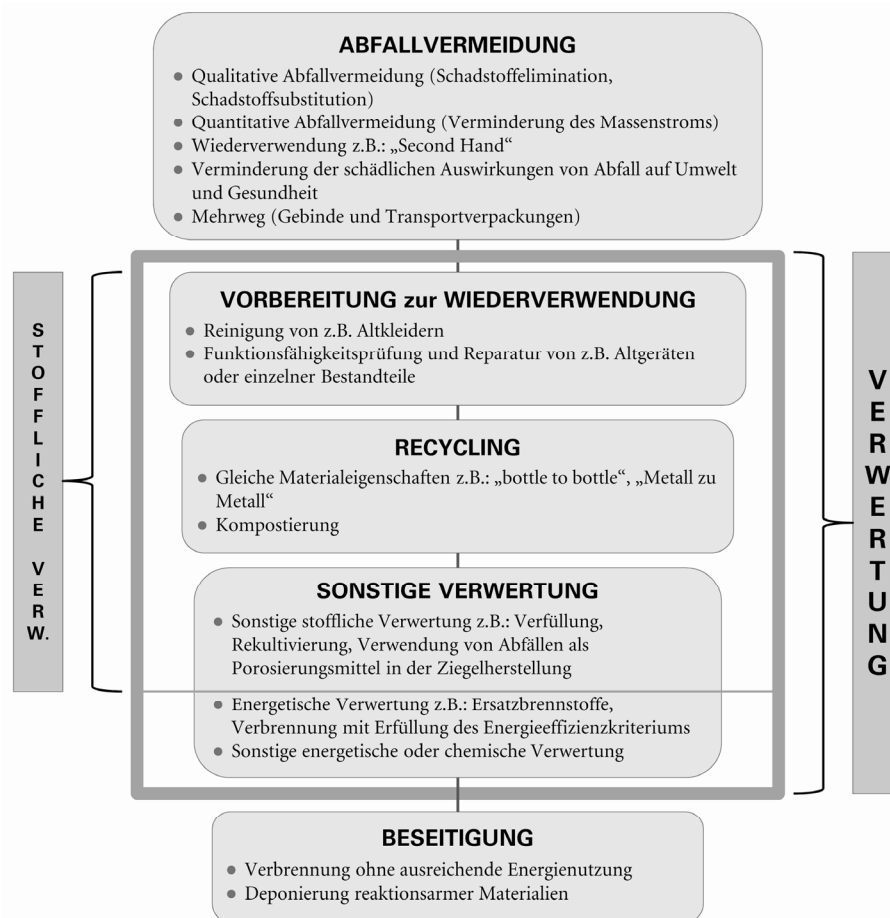 ABFALLVERMEIDUNG
• Qualitative Abfallvermeidung (Schadstoffelimination,
Schadstoffsubstitution)
• Quantitative Abfallvermeidung (Verminderung des Massenstroms)
• Wiederverwendung z.B.: „Second Hand“
• Verminderung der schädlichen Auswirkungen von Abfall auf Umwelt
und Gesundheit
• Mehrweg (Gebinde und Transportverpackungen)
STOFFLICHE VERW.
VORBEREITUNG zur WIEDERVERWENDUNG
• Reinigung von z.B. Altkleidern
• Funktionsfähigkeitsprüfung und Reparatur von z.B. Altgeräten
oder einzelner Bestandteile
RECYCLING
• Gleiche Materialeigenschaften z.B.: „bottle to bottle“, „Metall zu
Metall“
• Kompostierung
SONSTIGE VERWERTUNG
• Sonstige stoffliche Verwertung z.B.: Verfüllung,
Rekultivierung, Verwendung von Abfällen als
Porosierungsmittel in der Ziegelherstellung
• Energetische Verwertung z.B.: Ersatzbrennstoffe,
Verbrennung mit Erfüllung des Energieeffizienzkriteriums
• Sonstige energetische oder chemische Verwertung
VERWERTUNG
BESEITIGUNG
• Verbrennung ohne ausreichende Energienutzung
• Deponierung reaktionsarmer Materialien